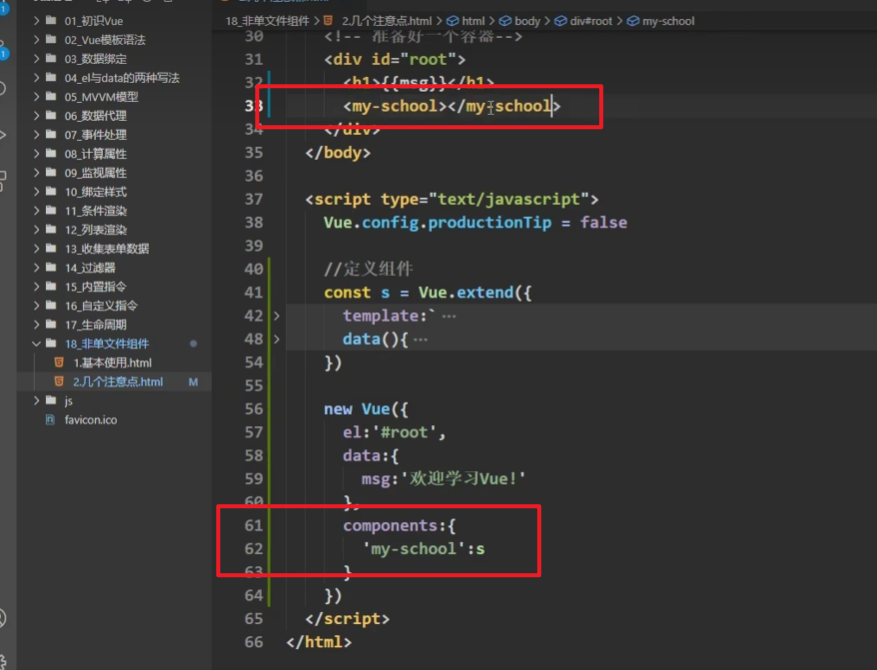 01_初识Vue
02_Vue模板语法
03_数据绑定
04_el与data的两种写法
05_MVVM模型
06_数据代理
07_事件处理
08_计算属性
09_监视属性
10_绑定样式
11_条件渲染
12_列表渲染
13_收集表单数据
14_过滤器
15_内置指令
16_自定义指令
17_生命周期
18_非单文件组件
1.基本使用.html
2.几个注意点.html M
js
favicon.ico
18_非单文件组件 > 2.几个注意点.html > html > body > div#root > my-school
30 <!-- 准备好一个容器-->
31 <div id="root">
32 <h1>{{msg}}</h1>
33 <my-school></my-school>
34 </div>
35 </body>
36
37 <script type="text/javascript">
38 Vue.config.productionTip = false
39
40 //定义组件
41 const s = Vue.extend({
42 template:` ···
48 data(){ ···
54 })
55
56 new Vue({
57 el:'#root',
58 data:{
59 msg:'欢迎学习Vue!'
60 },
61 components:{
62 'my-school':s
63 }
64 })
65 </script>
66 </html>